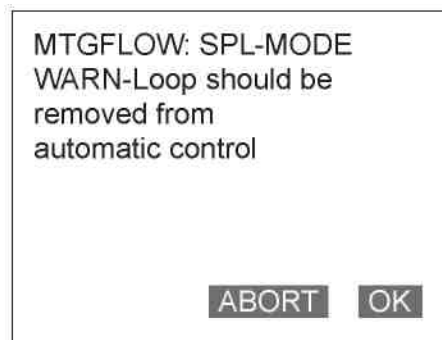 MTGFLOW: SPL-MODE
WARN-Loop should be
removed from
automatic control
ABORT OK